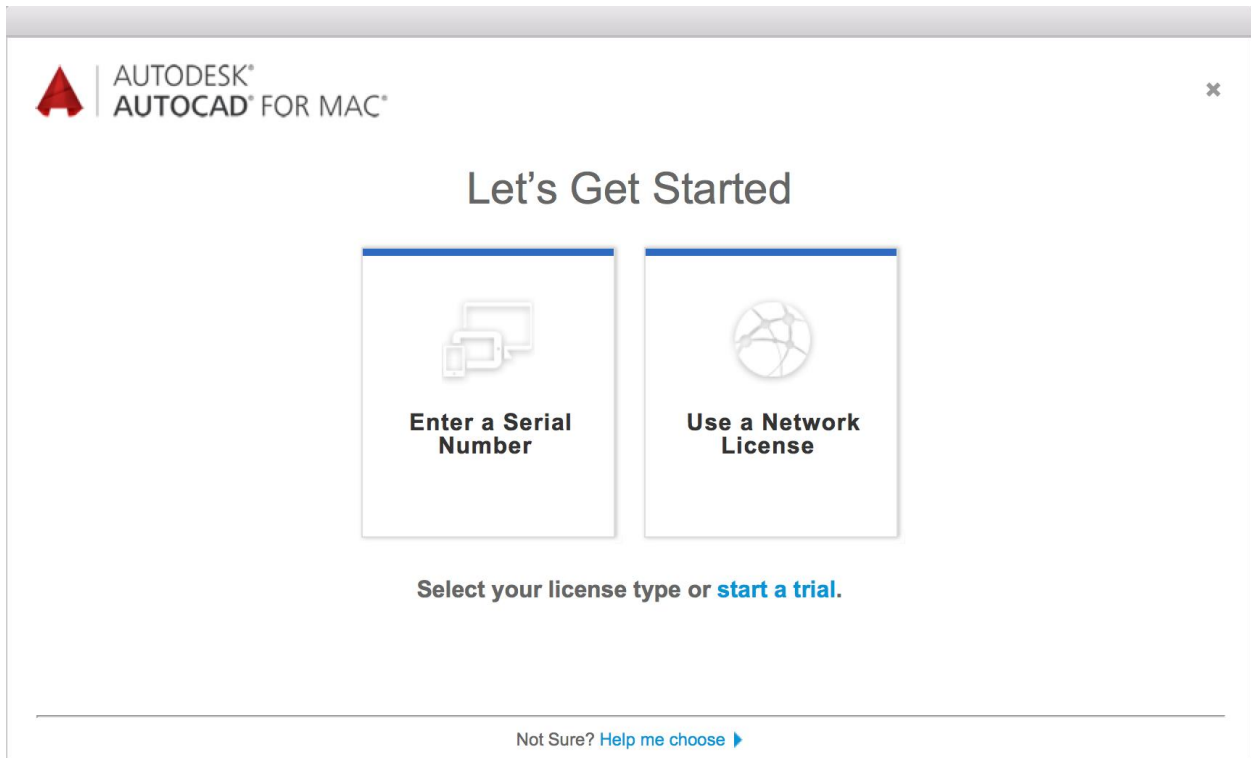 AUTODESK®
AUTOCAD® FOR MAC®
Let's Get Started
Enter a Serial
Number
Use a Network
License
Select your license type or start a trial.
Not Sure? Help me choose